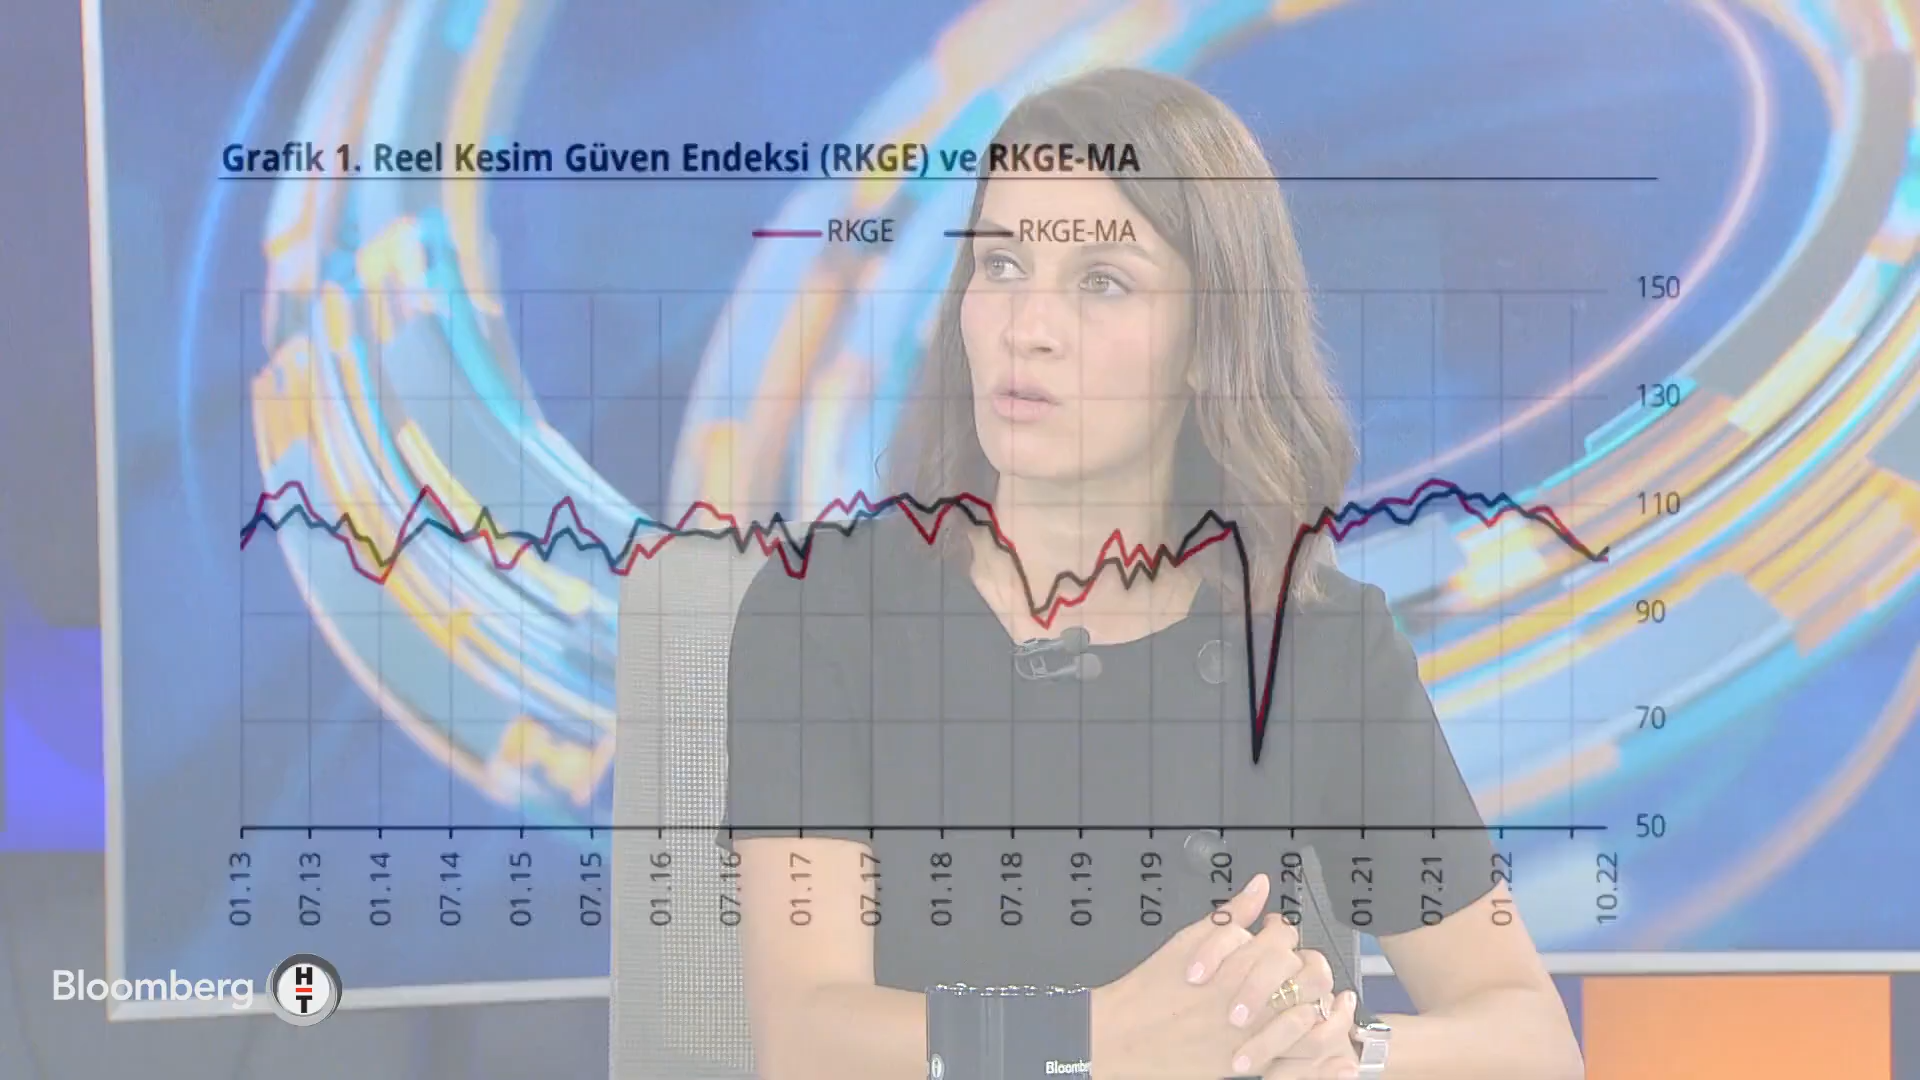 Grafik 1. Reel Kesim Güven Endeksi (RKGE) ve RKGE-MA
RKGE RKGE-MA
150
130
110
90
70
50
01.13 07.13 01.14 07.14 01.15 07.15 01.16 07.16 01.17 07.17 01.18 07.18 01.19 07.19 01.20 07.20 01.21 07.21 01.22 10.22
Bloomberg HT
Bloombe